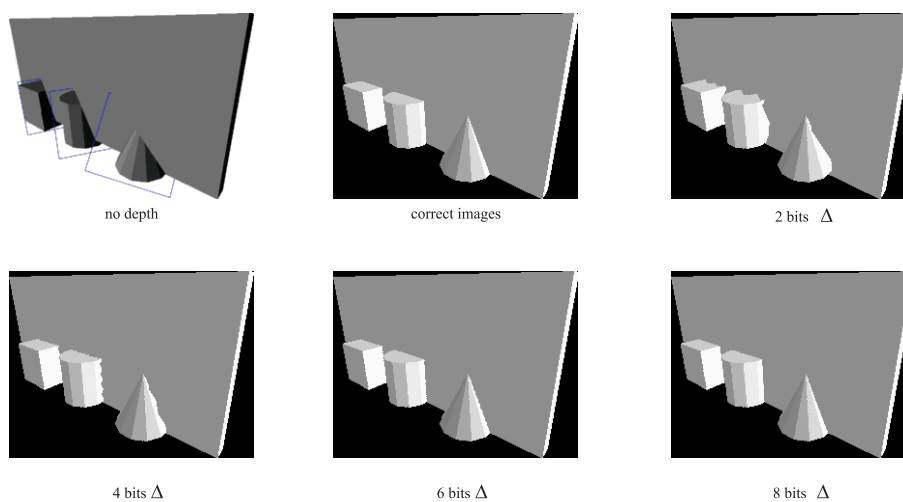 no depth
correct images
2 bits Δ
4 bits Δ
6 bits Δ
8 bits Δ